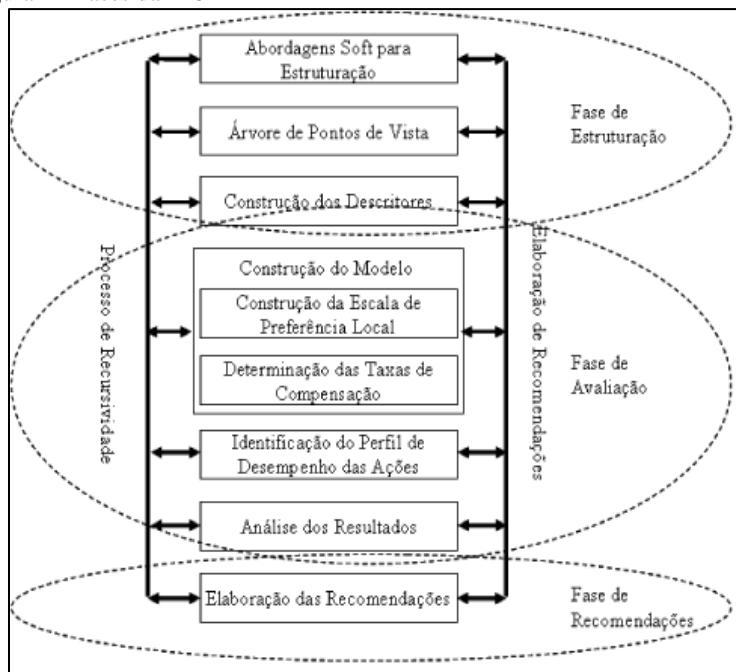 Abordagens Soft para
Estruturação
Árvore de Pontos de Vista
Fase de
Estruturação
Construção dos Descritores
Processo de Recursividade
Elaboração de Recomendações
Construção do Modelo
Construção da Escala de
Preferência Local
Determinação das Taxas de
Compensação
Fase de
Avaliação
Identificação do Perfil de
Desempenho das Ações
Análise dos Resultados
Elaboração das Recomendações
Fase de
Recomendações